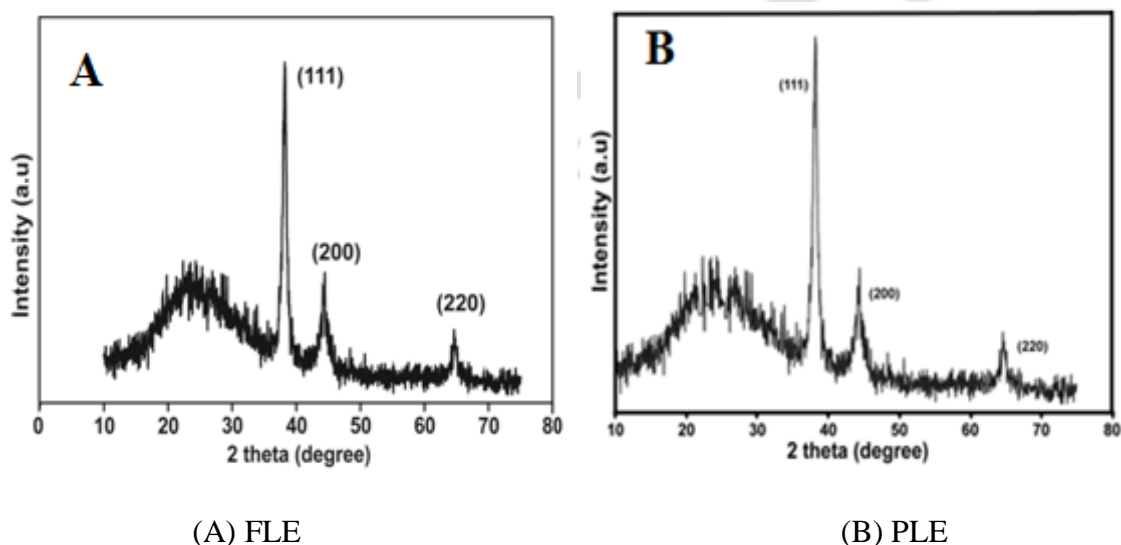 A
(111)
(200)
(220)
Intensity (a.u)
0 10 20 30 40 50 60 70 80
2 theta (degree)
B
(111)
(200)
(220)
Intensity (a.u)
10 20 30 40 50 60 70 80
2 theta (degree)
(A) FLE
(B) PLE